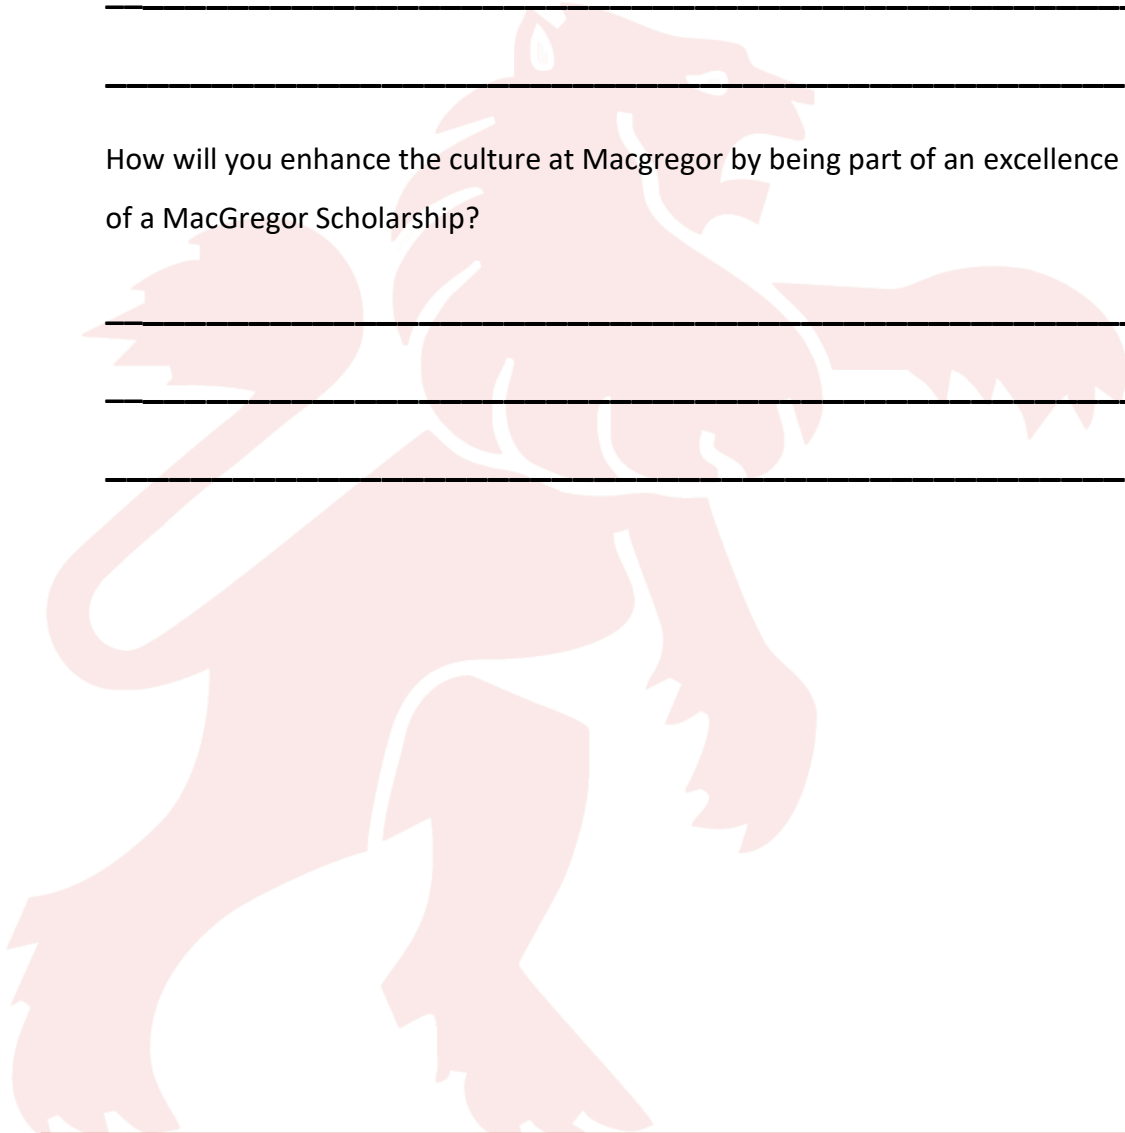 How will you enhance the culture at Macgregor by being part of an excellence
of a MacGregor Scholarship?